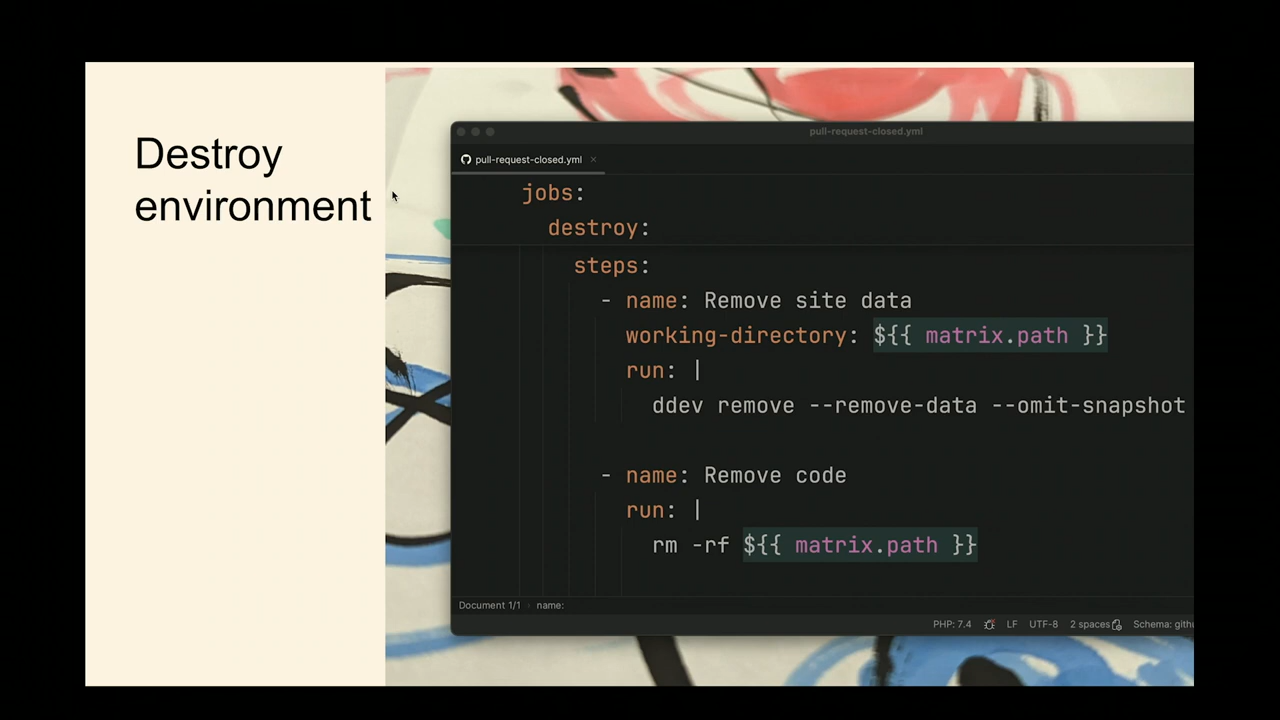 Destroy
environment
pull-request-closed.yml
pull-request-closed.yml ×
jobs:
destroy:
steps:
- name: Remove site data
working-directory: ${{ matrix.path }}
run: |
ddev remove --remove-data --omit-snapshot
- name: Remove code
run: |
rm -rf ${{ matrix.path }}
Document 1/1 › name:
PHP: 7.4 LF UTF-8 2 spaces Schema: